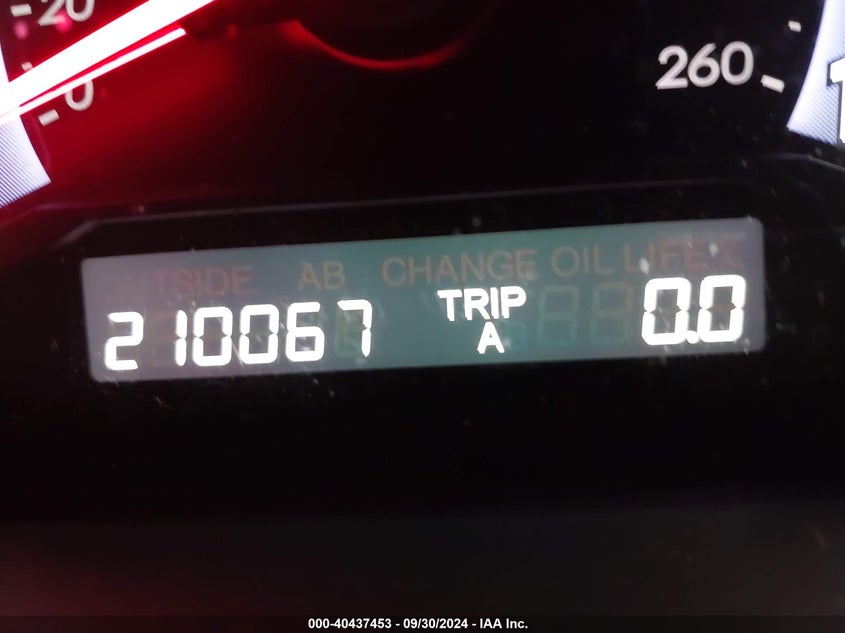 20
0
260
OUTSIDE AB CHANGE OIL LIFE %
210067 TRIP A 0.0
000-40437453 - 09/30/2024 - IAA Inc.